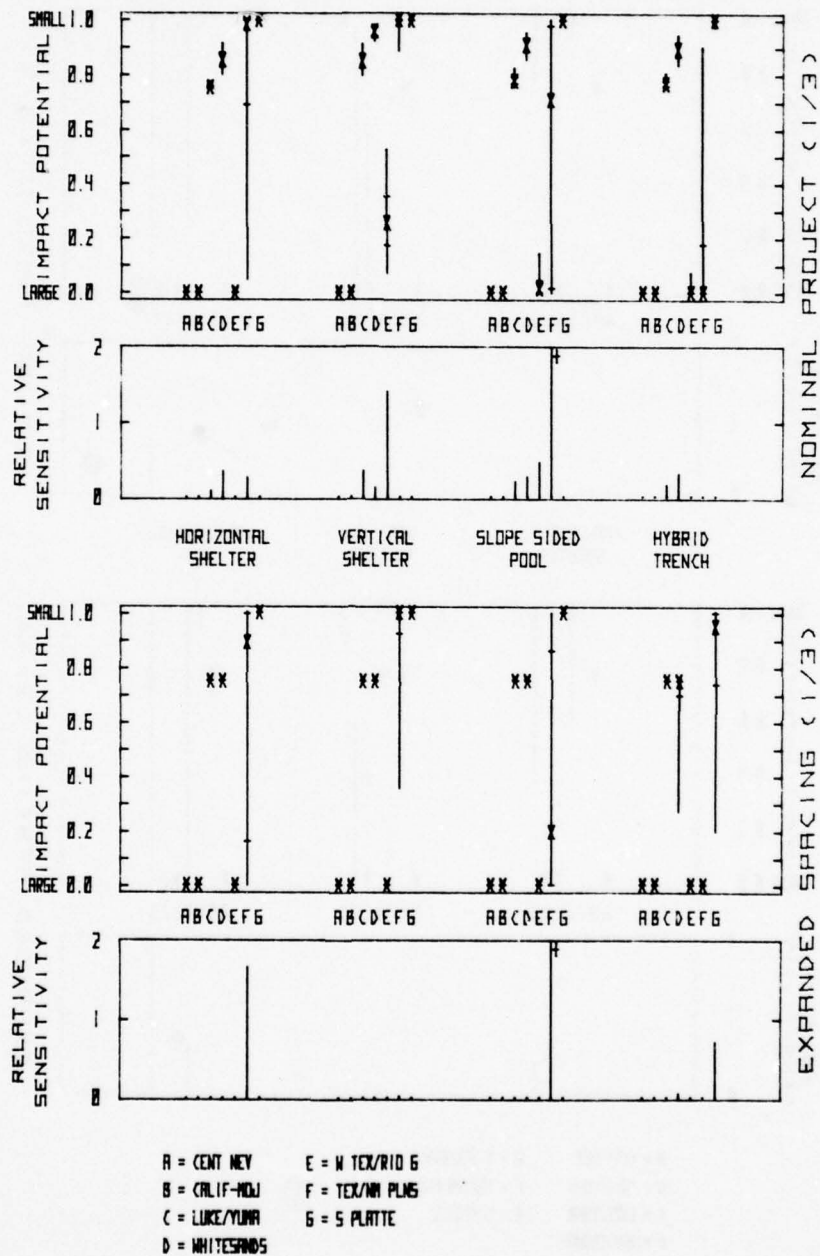 SMALL 1.0
0.8
0.6
0.4
0.2
LARGE 0.0
IMPACT POTENTIAL
ABCDEFG ABCDEFG ABCDEFG ABCDEFG
2
1
0
RELATIVE
SENSITIVITY
NOMINAL PROJECT (1/3)
HORIZONTAL
SHELTER
VERTICAL
SHELTER
SLOPE SIDED
POOL
HYBRID
TRENCH
SMALL 1.0
0.8
0.6
0.4
0.2
LARGE 0.0
IMPACT POTENTIAL
ABCDEFG ABCDEFG ABCDEFG ABCDEFG
2
1
0
RELATIVE
SENSITIVITY
EXPANDED SPACING (1/3)
A = CENT NEV E = W TEX/RIO G
B = CALIF-MOJ F = TEX/NM PLNS
C = LUKE/YUMA G = S PLATTE
D = WHITESANDS